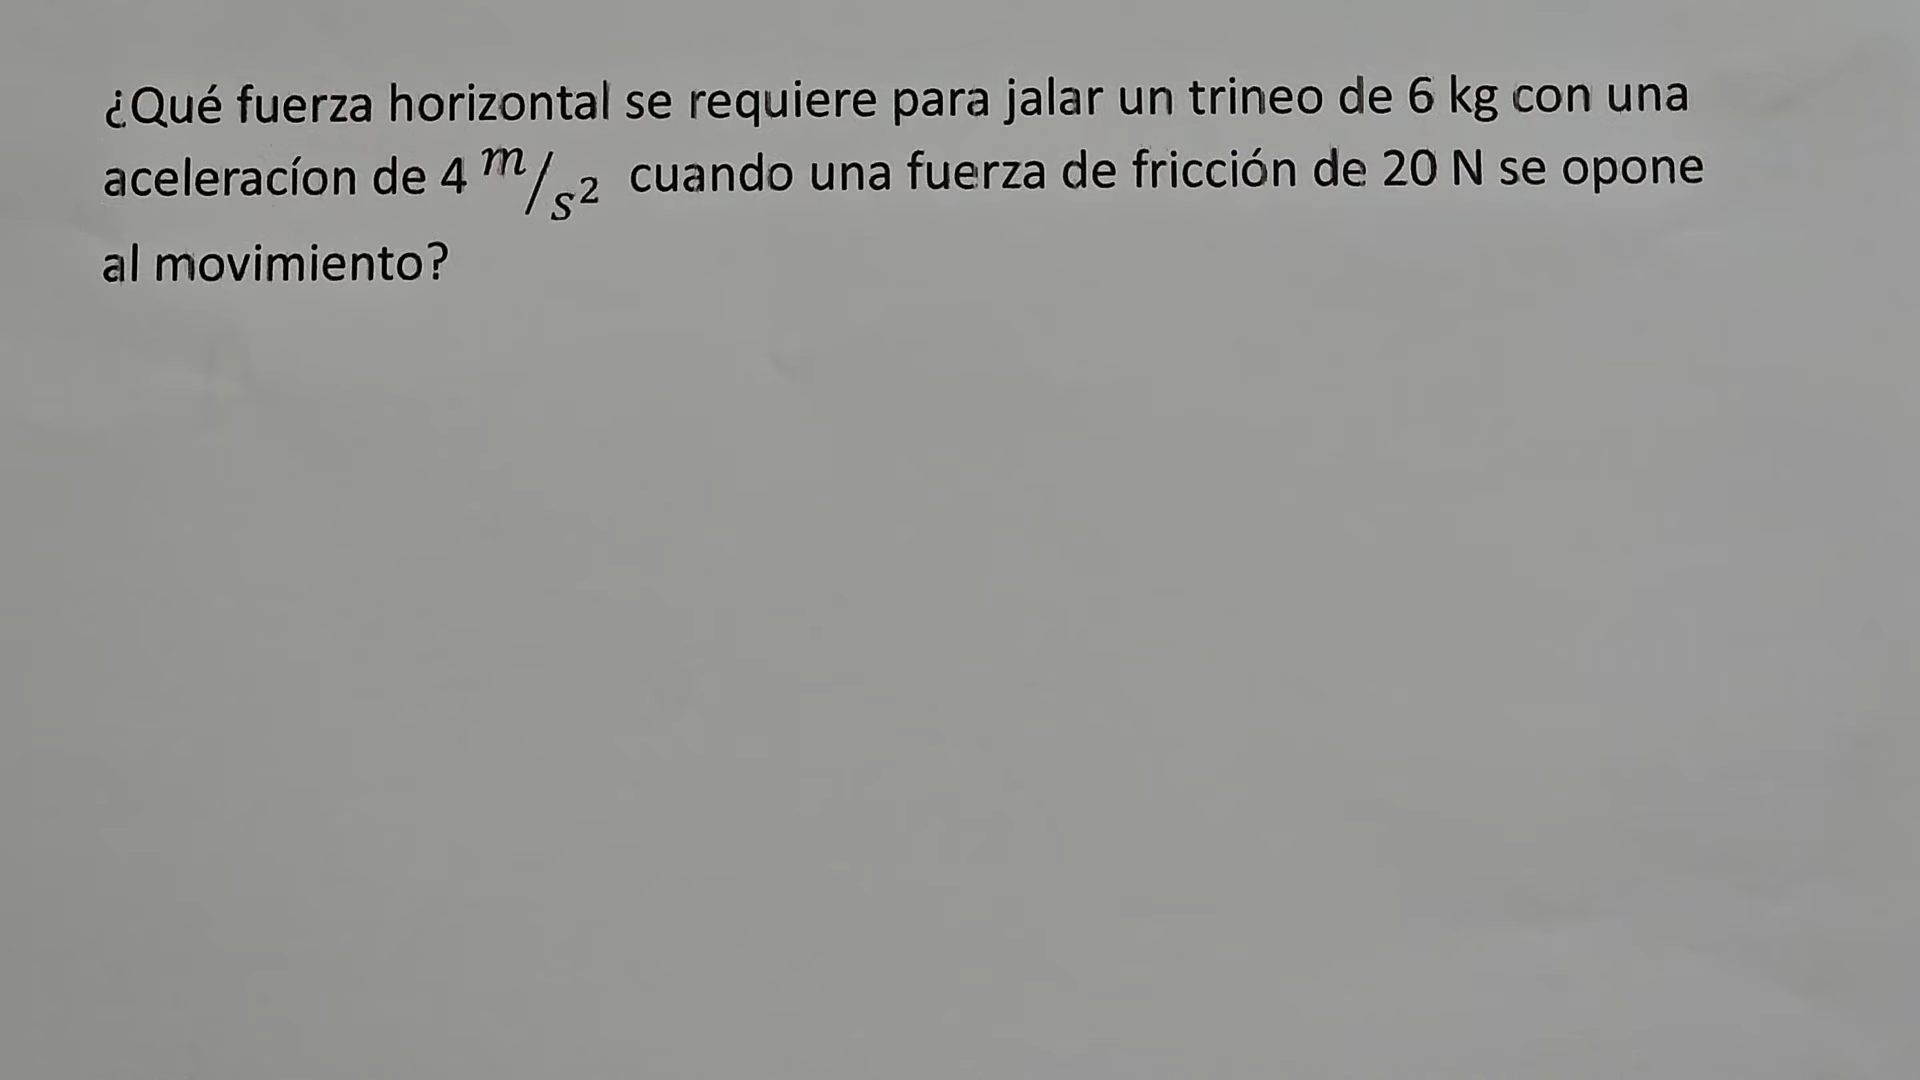 ¿Qué fuerza horizontal se requiere para jalar un trineo de 6 kg con una
aceleracíon de 4 m/s² cuando una fuerza de fricción de 20 N se opone
al movimiento?